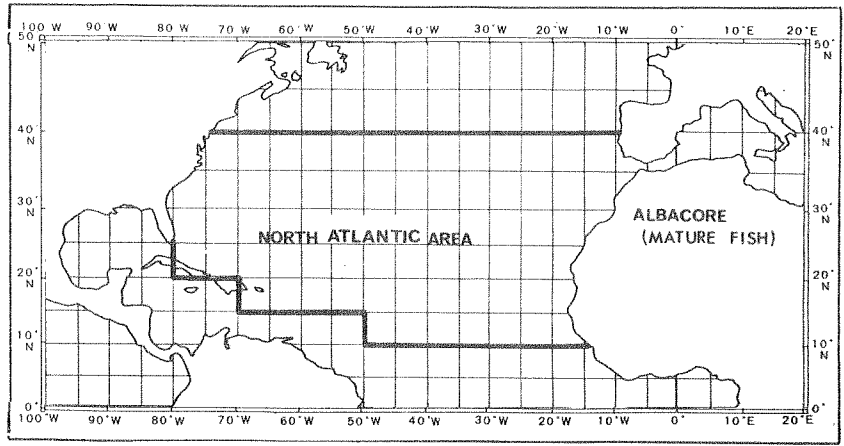 100°W 90°W 80°W 70°W 60°W 50°W 40°W 30°W 20°W 10°W 0° 10°E 20°E
50°N 50°N
40°N 40°N
30°N 30°N
NORTH ATLANTIC AREA
ALBACORE
(MATURE FISH)
20°N 20°N
10°N 10°N
0° 0°
100°W 90°W 80°W 70°W 60°W 50°W 40°W 30°W 20°W 10°W 0° 10°E 20°E